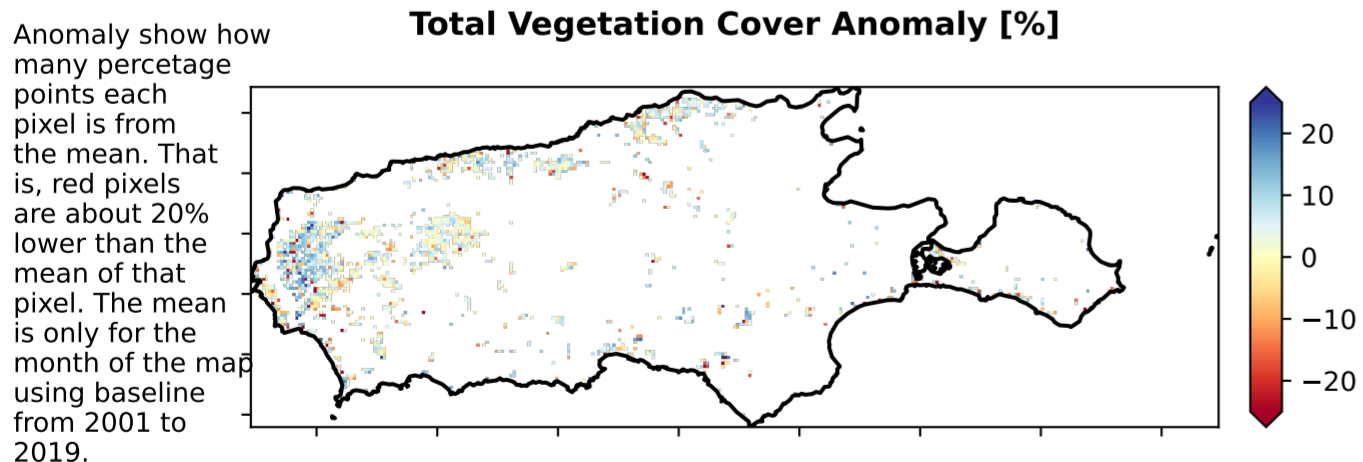 Total Vegetation Cover Anomaly [%]
Anomaly show how
many percetage
points each
pixel is from
the mean. That
is, red pixels
are about 20%
lower than the
mean of that
pixel. The mean
is only for the
month of the map
using baseline
from 2001 to
2019.
20
10
0
−10
−20